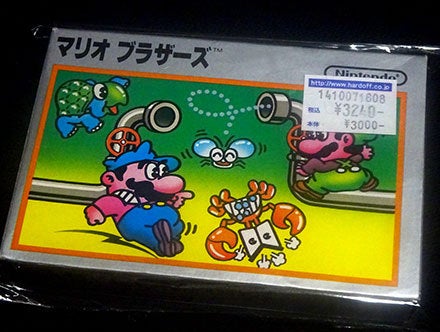 マリオ ブラザーズ™
Nintendo
http://www.hardoff.co.jp
1410071608
税込 ¥3240-
本体 ¥3000-